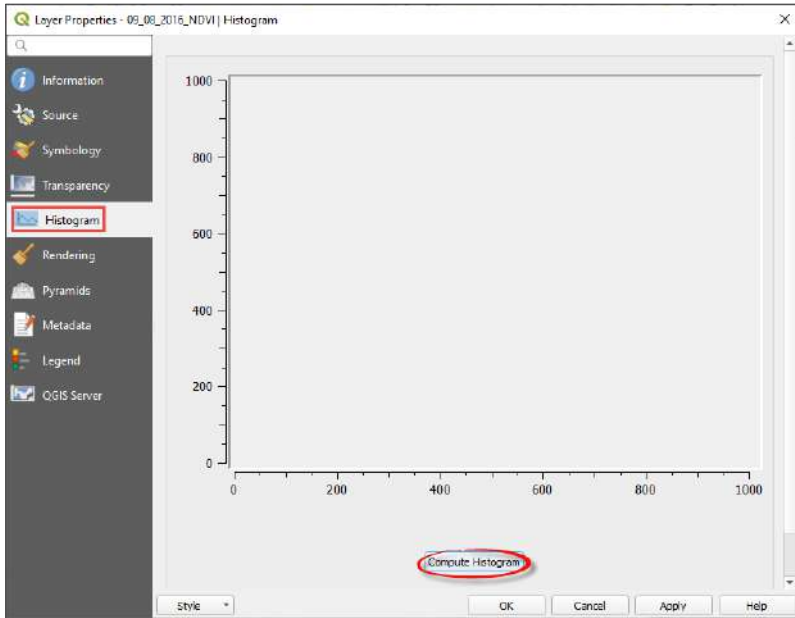 Layer Properties - 09_08_2016_NDVI | Histogram
Information
Source
Symbology
Transparency
Histogram
Rendering
Pyramids
Metadata
Legend
QGIS Server
1000
800
600
400
200
0
0 200 400 600 800 1000
Compute Histogram
Style
OK Cancel Apply Help